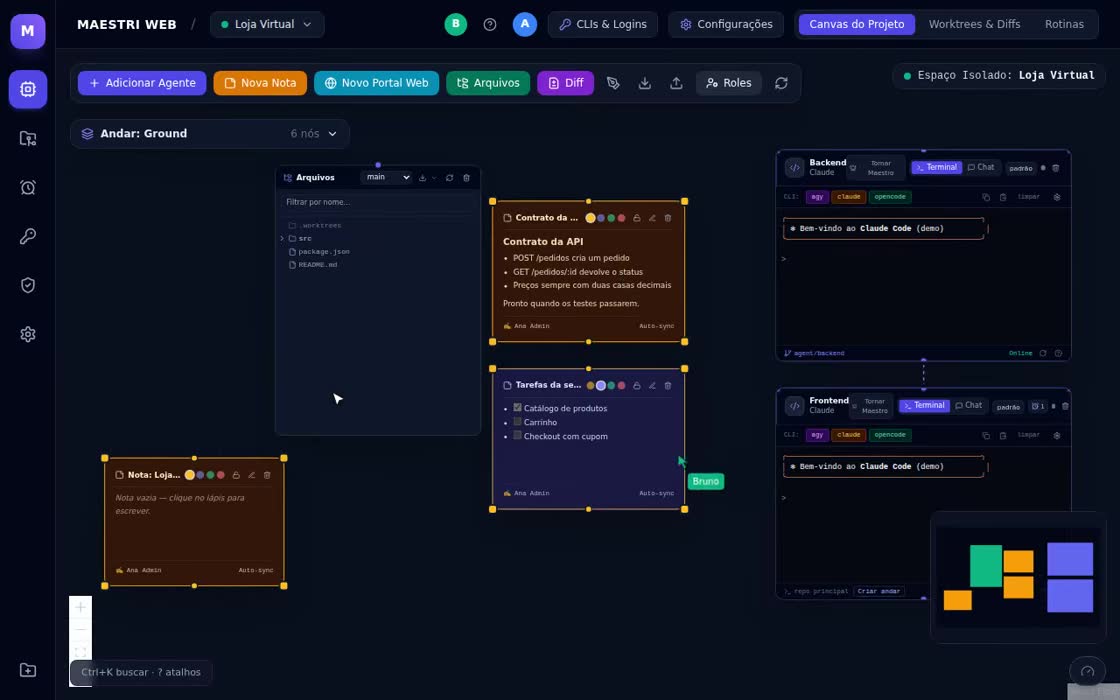 M
MAESTRI WEB / Loja Virtual
B
A
CLIs & Logins
Configurações
Canvas do Projeto
Worktrees & Diffs
Rotinas
Adicionar Agente
Nova Nota
Novo Portal Web
Arquivos
Diff
Roles
Espaço Isolado: Loja Virtual
Andar: Ground
6 nós
Arquivos
main
Filtrar por nome...
.worktrees
src
package.json
README.md
Contrato da ...
Contrato da API
• POST /pedidos cria um pedido
• GET /pedidos/:id devolve o status
• Preços sempre com duas casas decimais
Pronto quando os testes passarem.
Ana Admin
Auto-sync
Tarefas da se...
• Catálogo de produtos
• Carrinho
• Checkout com cupom
Ana Admin
Auto-sync
Bruno
Nota: Loja...
Nota vazia — clique no lápis para
escrever.
Ana Admin
Auto-sync
Backend
Claude
Tornar
Maestro
Terminal
Chat
padrão
CLI:
agy
claude
opencode
limpar
✻ Bem-vindo ao Claude Code (demo)
>
agent/backend
Online
Frontend
Claude
Tornar
Maestro
Terminal
Chat
padrão
1
CLI:
agy
claude
opencode
limpar
✻ Bem-vindo ao Claude Code (demo)
>
repo principal
Criar andar
Ctrl+K buscar · ? atalhos